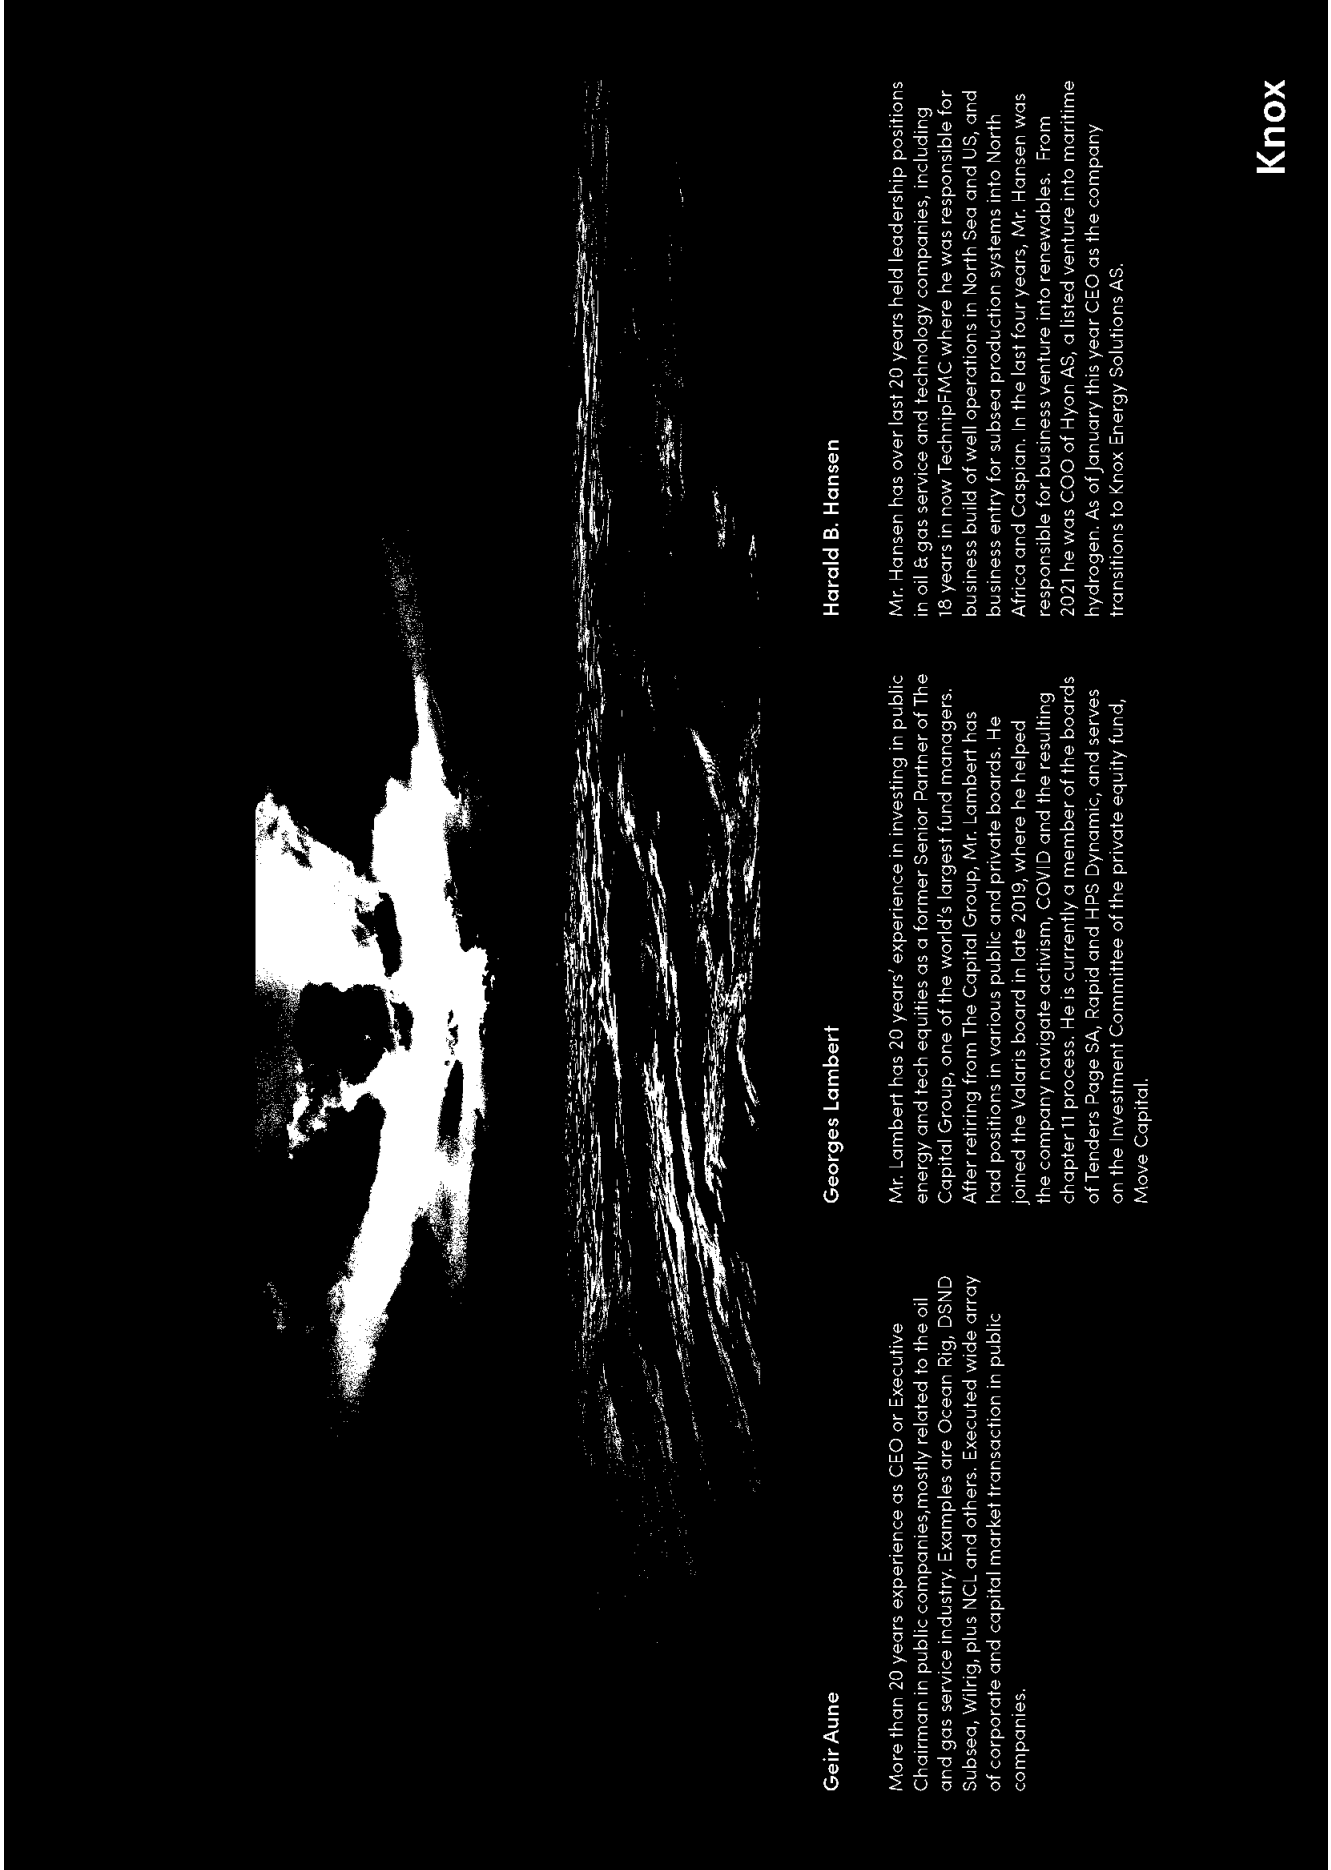 Geir Aune
More than 20 years experience as CEO or Executive
Chairman in public companies,mostly related to the oil
and gas service industry. Examples are Ocean Rig, DSND
Subsea, Wilrig, plus NCL and others. Executed wide array
of corporate and capital market transaction in public
companies.
Georges Lambert
Mr. Lambert has 20 years' experience in investing in public
energy and tech equities as a former Senior Partner of The
Capital Group, one of the world's largest fund managers.
After retiring from The Capital Group, Mr. Lambert has
had positions in various public and private boards. He
joined the Valaris board in late 2019, where he helped
the company navigate activism, COVID and the resulting
chapter 11 process. He is currently a member of the boards
of Tenders Page SA, Rapid and HPS Dynamic, and serves
on the Investment Committee of the private equity fund,
Move Capital.
Harald B. Hansen
Mr. Hansen has over last 20 years held leadership positions
in oil & gas service and technology companies, including
18 years in now TechnipFMC where he was responsible for
business build of well operations in North Sea and US, and
business entry for subsea production systems into North
Africa and Caspian. In the last four years, Mr. Hansen was
responsible for business venture into renewables. From
2021 he was COO of Hyon AS, a listed venture into maritime
hydrogen. As of January this year CEO as the company
transitions to Knox Energy Solutions AS.
Knox